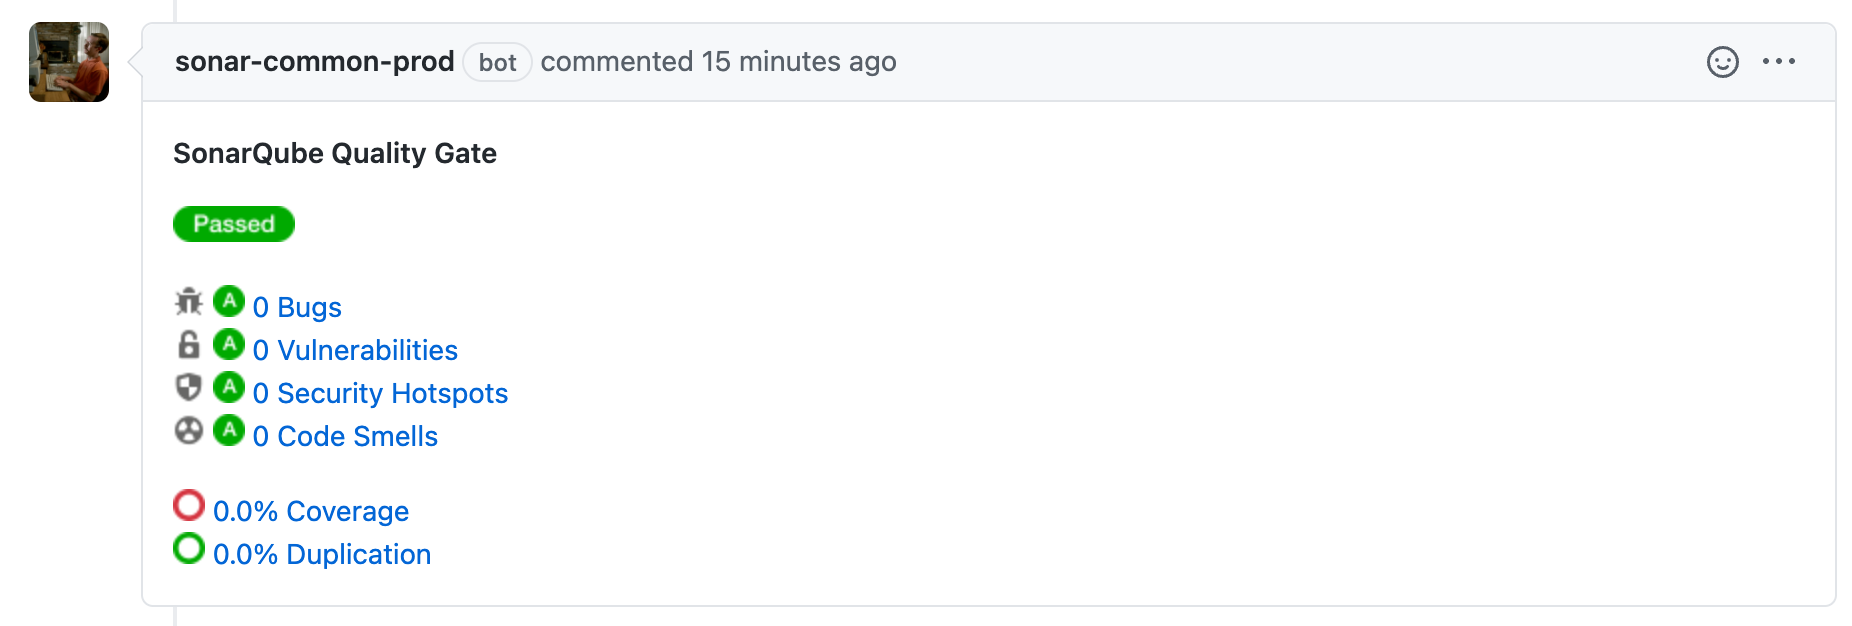 sonar-common-prod bot commented 15 minutes ago
SonarQube Quality Gate
Passed
A 0 Bugs
A 0 Vulnerabilities
A 0 Security Hotspots
A 0 Code Smells
0.0% Coverage
0.0% Duplication